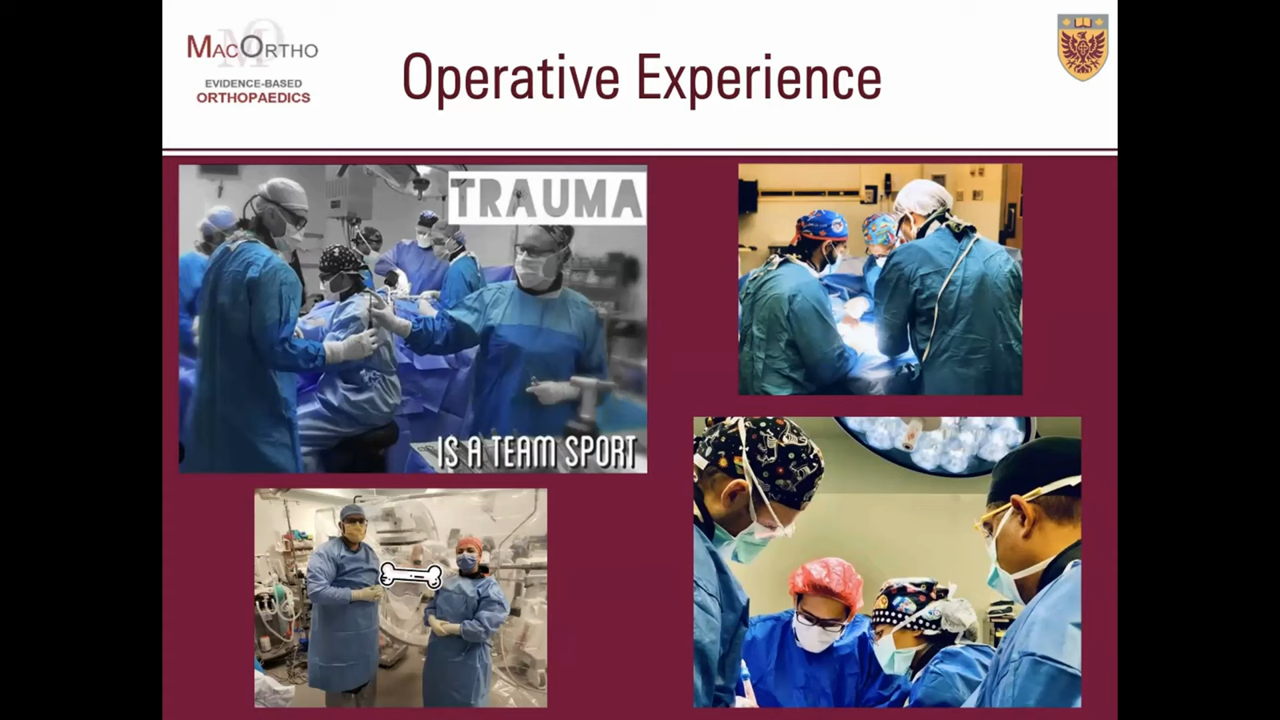 MACORTHO
EVIDENCE-BASED
ORTHOPAEDICS
Operative Experience
TRAUMA
IS A TEAM SPORT